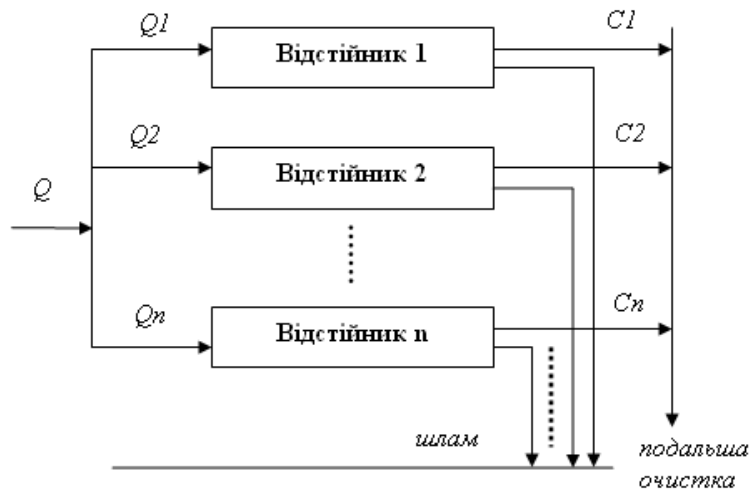 Q1
C1
Відстійник 1
Q2
C2
Відстійник 2
Q
Qn
Cn
Відстійник n
шлам
подальша
очистка